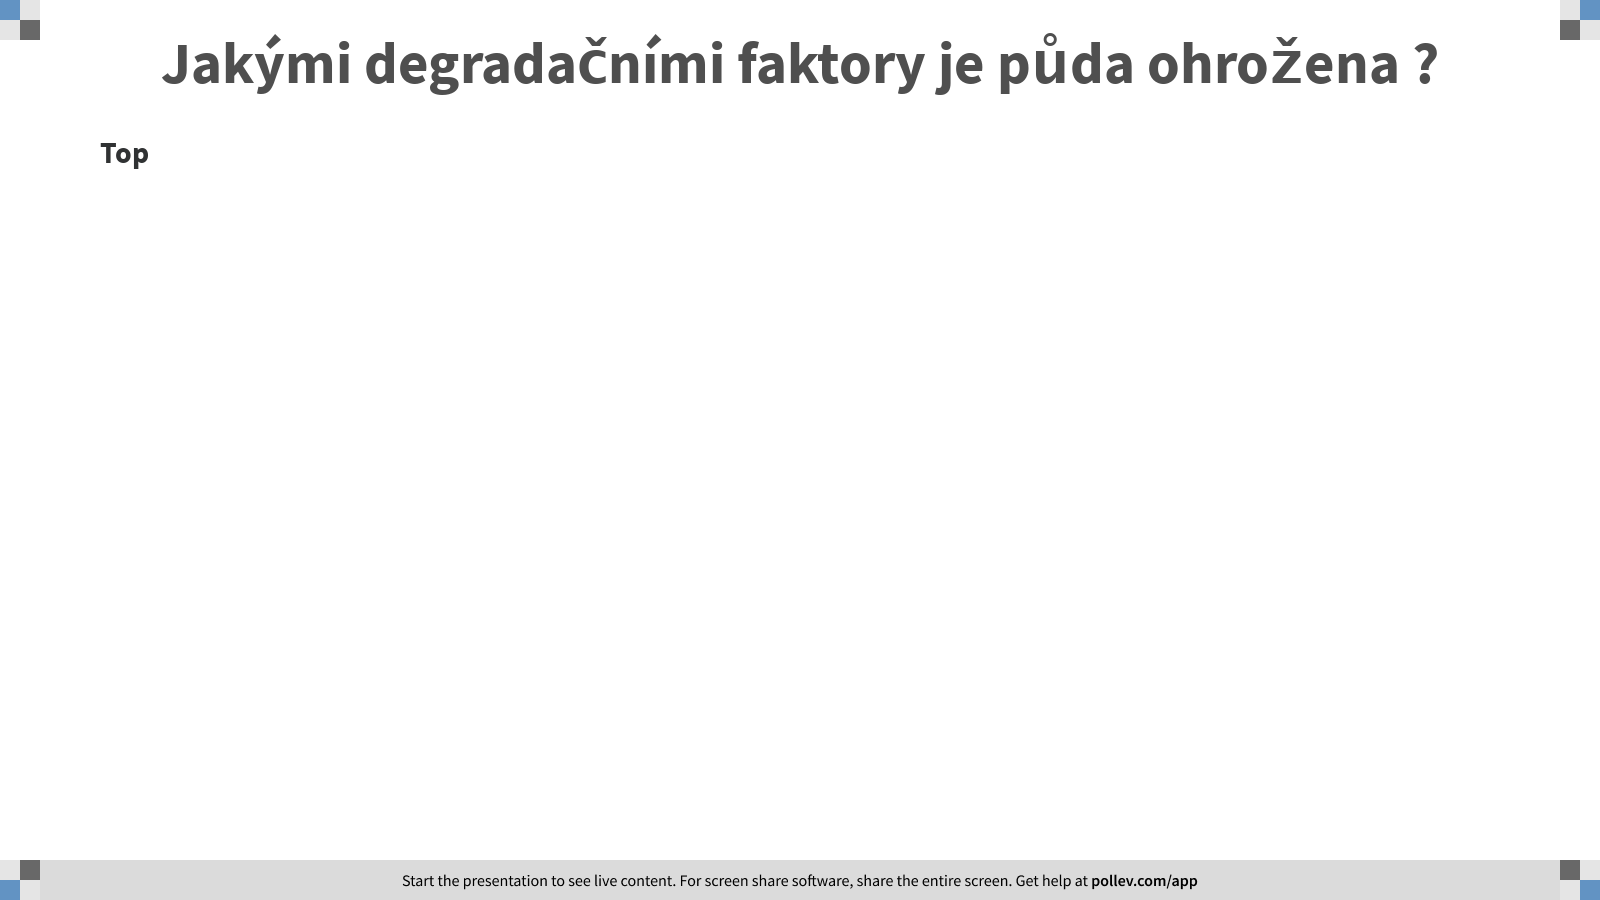 Jakými degradačními faktory je půda ohrožena ?
Top
Start the presentation to see live content. For screen share software, share the entire screen. Get help at pollev.com/app